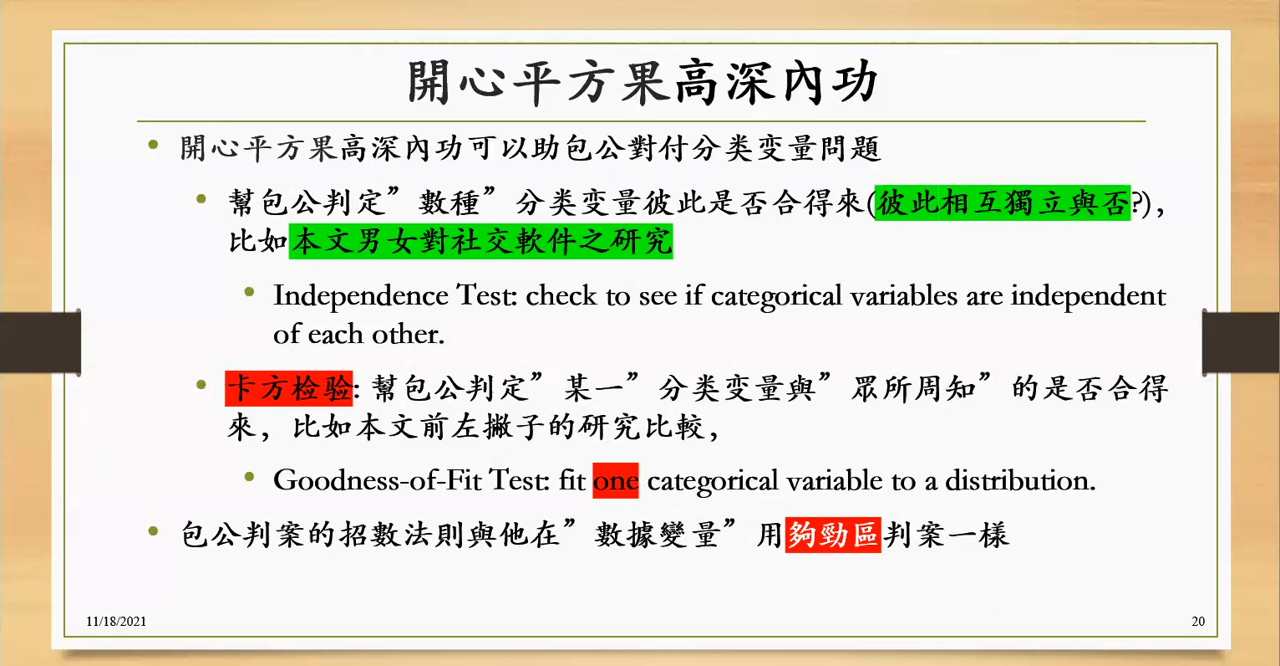 開心平方果高深內功
開心平方果高深內功可以助包公對付分类变量問題
幫包公判定”數種”分类变量彼此是否合得來(彼此相互獨立與否?),
比如本文男女對社交軟件之研究
Independence Test: check to see if categorical variables are independent
of each other.
卡方检验: 幫包公判定”某一”分类变量與”眾所周知”的是否合得
來, 比如本文前左撇子的研究比較,
Goodness-of-Fit Test: fit one categorical variable to a distribution.
包公判案的招數法則與他在”數據變量”用夠勁區判案一樣
11/18/2021
20